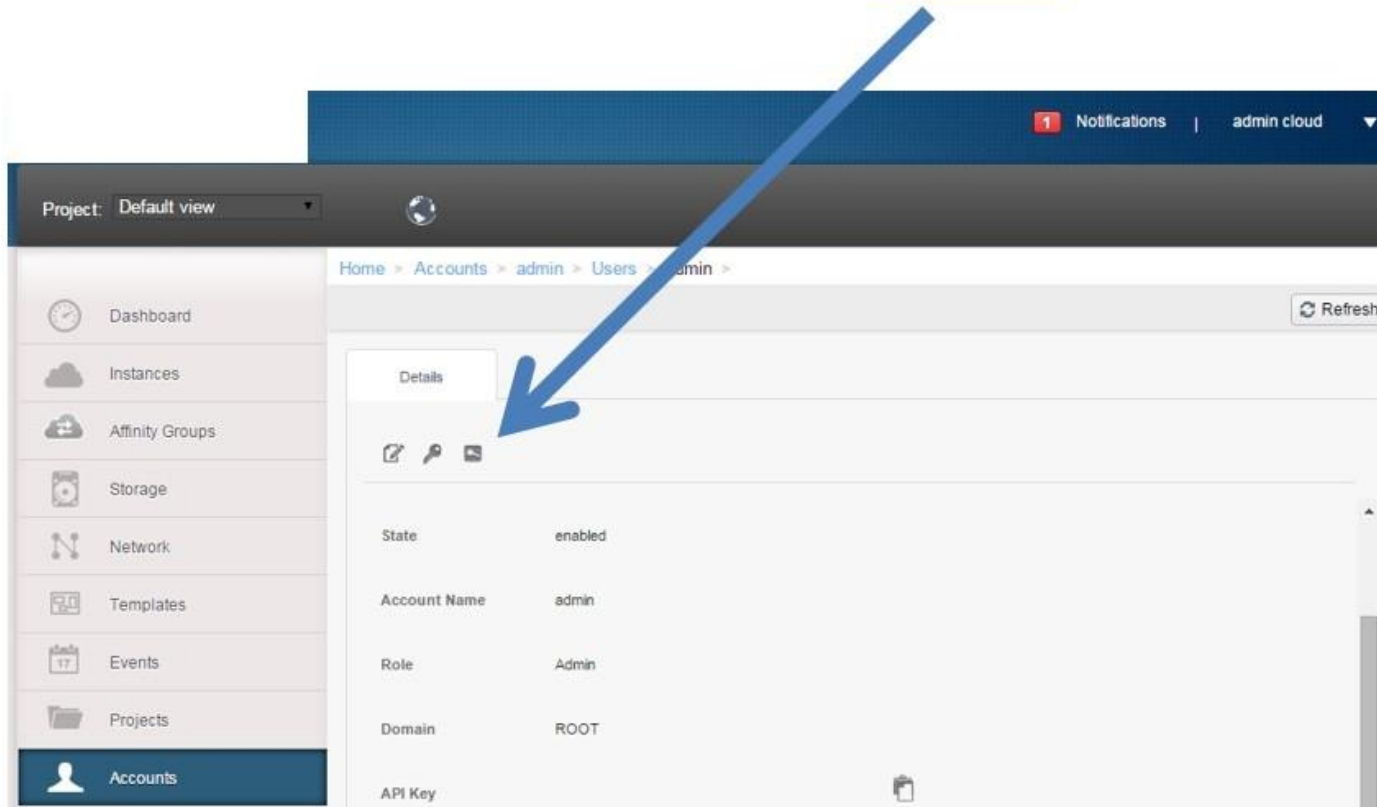 1 Notifications | admin cloud
Project: Default view
Home > Accounts > admin > Users > admin >
Refresh
Dashboard
Instances
Affinity Groups
Storage
Network
Templates
17 Events
Projects
Accounts
Details
State enabled
Account Name admin
Role Admin
Domain ROOT
API Key